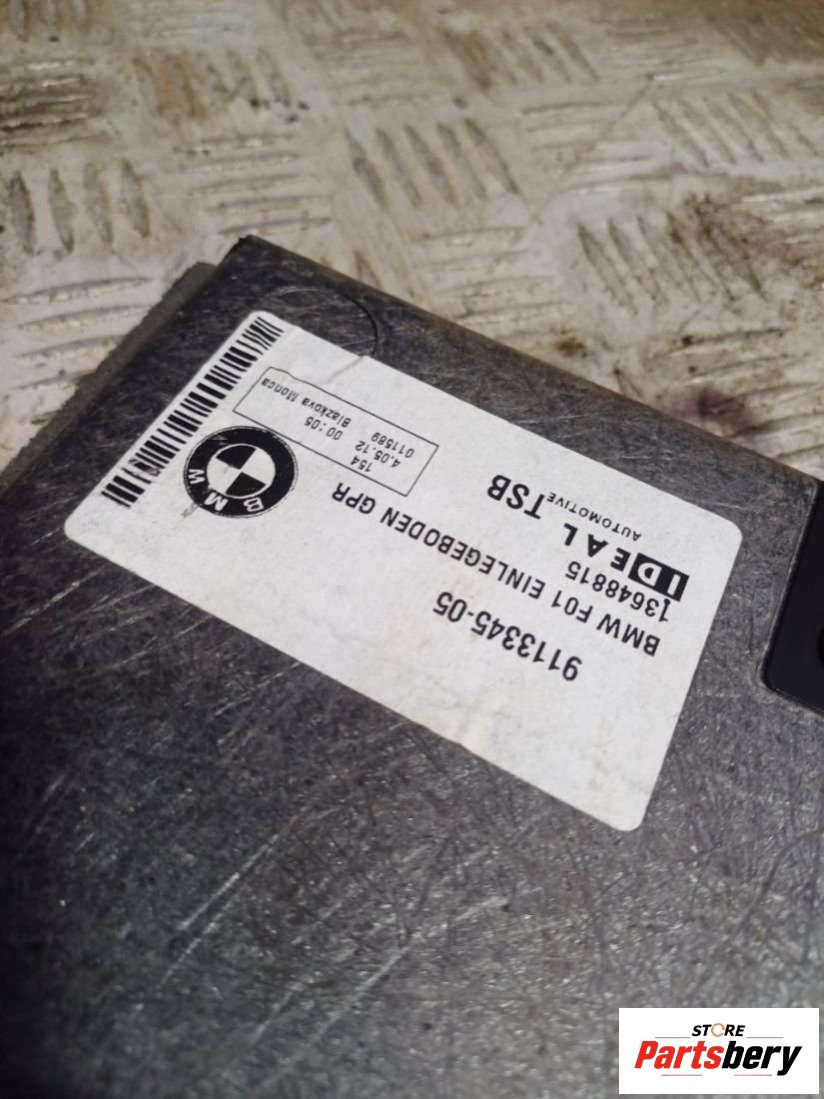 9113345-05
BMW F01 EINLEGEBODEN GPR
13648815
IDEAL TSB
AUTOMOTIVE
BMW
154
4.05.12 00:05
011589 Blazkova Monca
STORE
Partsbery